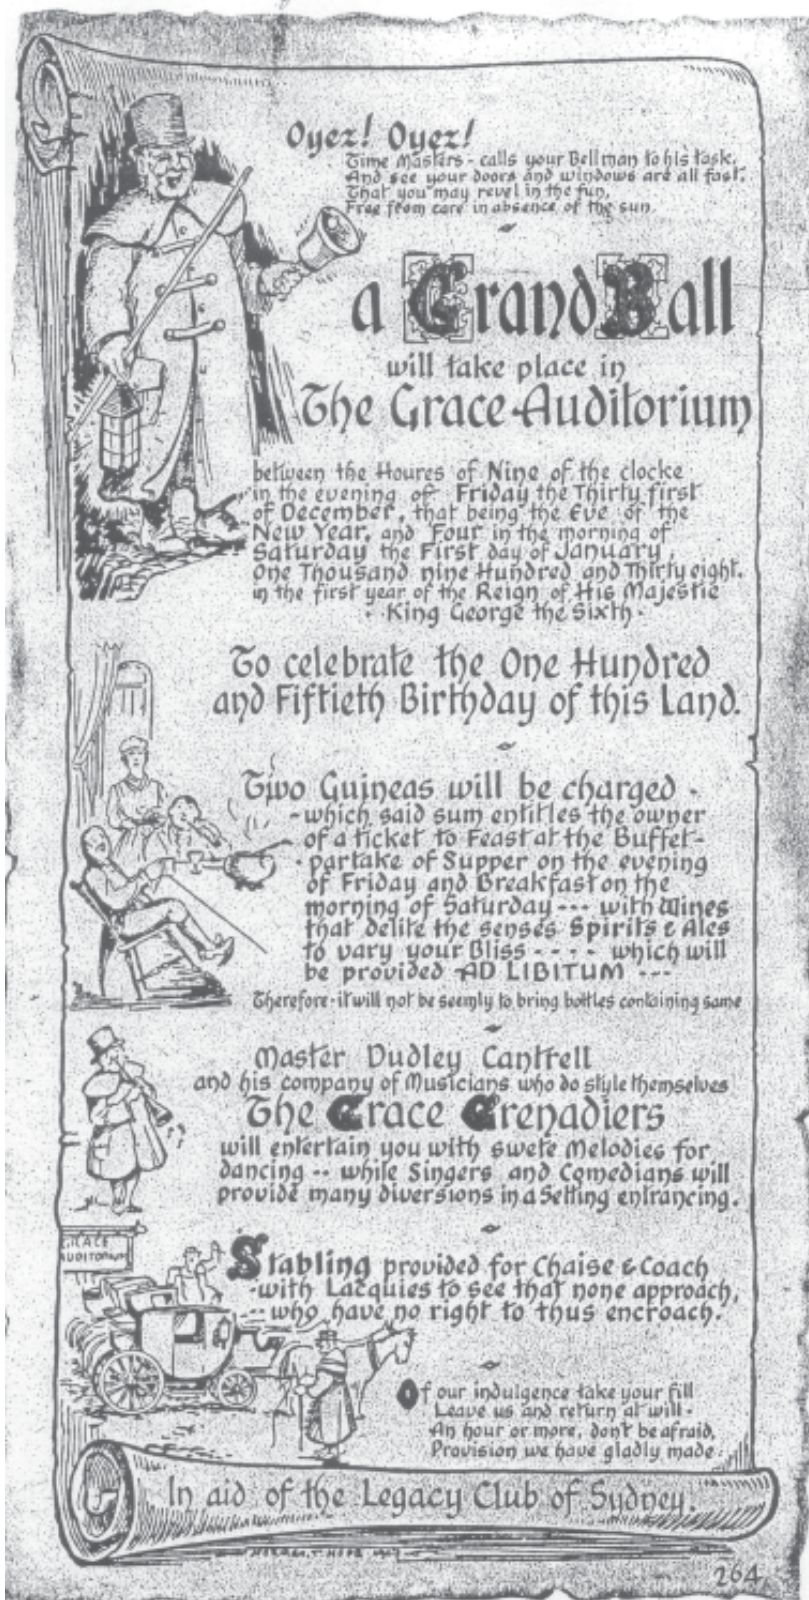 Oyez! Oyez!
Time Masters - calls your Bellman to his task.
And see your doors and windows are all fast,
That you may revel in the fun,
Free from care in absence of the sun.
a Grand Ball
will take place in
The Grace Auditorium
between the Houres of Nine of the clocke
in the evening of Friday the Thirty first
of December, that being the Eve of the
New Year, and Four in the morning of
Saturday the First day of January,
One Thousand nine Hundred and Thirty eight.
in the first year of the Reign of His Majestie
· King George the Sixth ·
To celebrate the One Hundred
and Fiftieth Birthday of this Land.
Two Guineas will be charged -
- which said sum entitles the owner
of a ticket to Feast at the Buffet -
- partake of Supper on the evening
of Friday and Breakfast on the
morning of Saturday --- with Wines
that delite the senses Spirits & Ales
to vary your Bliss - - - - which will
be provided AD LIBITUM ---
Therefore - it will not be seemly to bring bottles containing same
Master Dudley Cantrell
and his company of Musicians who do style themselves
The Grace Grenadiers
will entertain you with swete Melodies for
dancing -- while Singers and Comedians will
provide many diversions in a Setting entrancing.
GRACE
AUDITORIUM
Stabling provided for Chaise & Coach
- with Lacquies to see that none approach,
-- who have no right to thus encroach.
Of our indulgence take your fill
Leave us and return at will -
An hour or more, don't be afraid,
Provision we have gladly made.
In aid of the Legacy Club of Sydney.
264